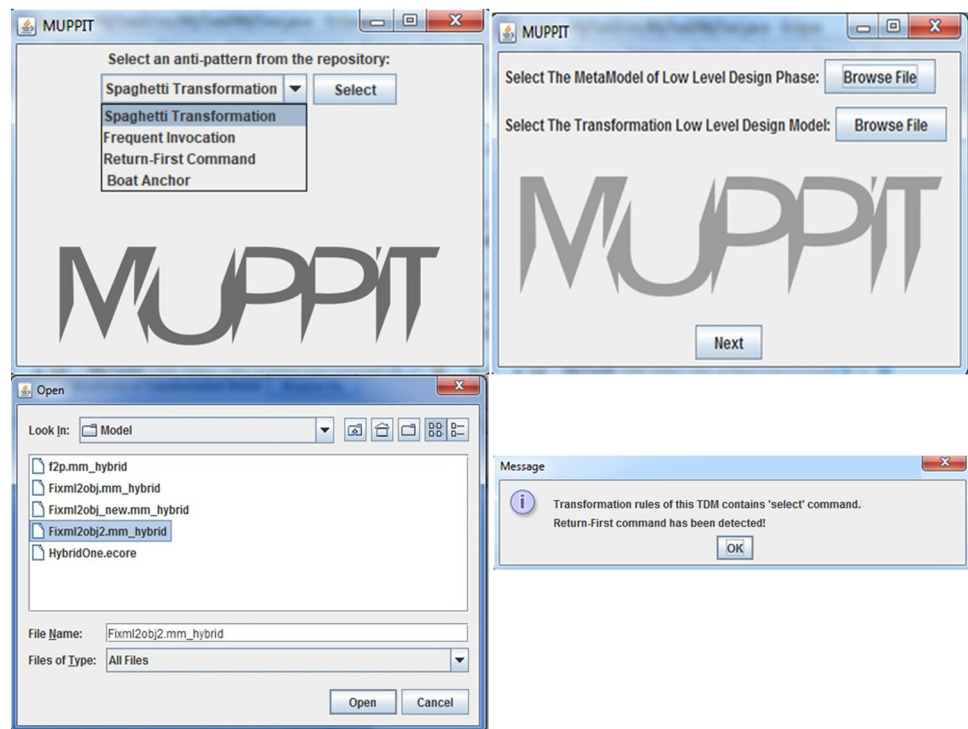 MUPPIT
Select an anti-pattern from the repository:
Spaghetti Transformation
Select
Spaghetti Transformation
Frequent Invocation
Return-First Command
Boat Anchor
MUPPIT
MUPPIT
Select The MetaModel of Low Level Design Phase:
Browse File
Select The Transformation Low Level Design Model:
Browse File
MUPPIT
Next
Open
Look In:
Model
f2p.mm_hybrid
Fixml2obj.mm_hybrid
Fixml2obj_new.mm_hybrid
Fixml2obj2.mm_hybrid
HybridOne.ecore
File Name:
Fixml2obj2.mm_hybrid
Files of Type:
All Files
Open
Cancel
Message
Transformation rules of this TDM contains 'select' command.
Return-First command has been detected!
OK